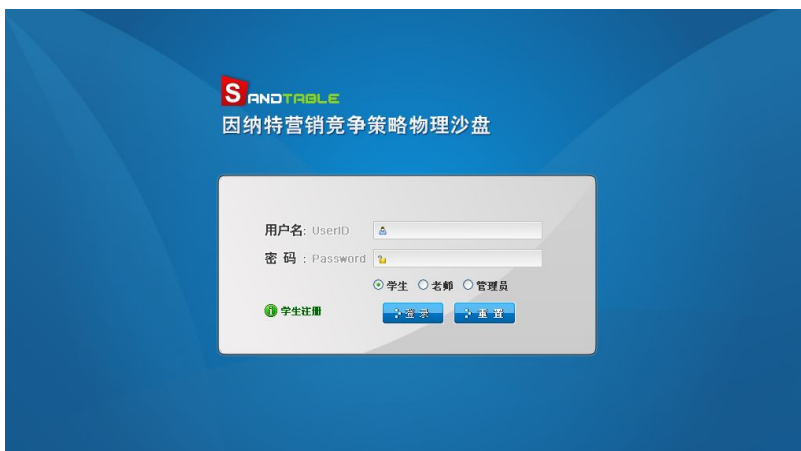 SANDTABLE
因纳特营销竞争策略物理沙盘
用户名: UserID
密 码 : Password
学生 老师 管理员
学生注册 登 录 重 置